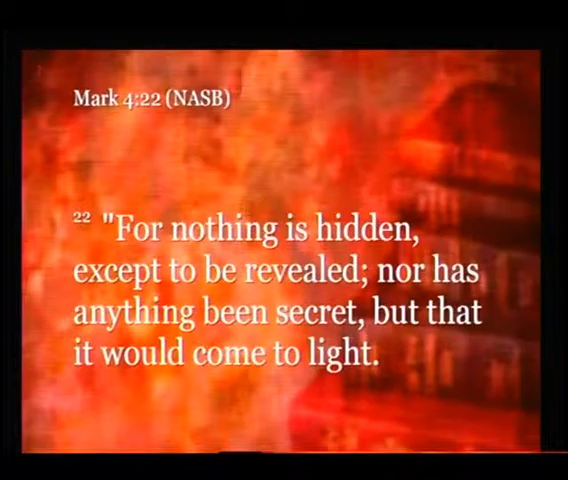 Mark 4:22 (NASB)
22 "For nothing is hidden,
except to be revealed; nor has
anything been secret, but that
it would come to light.